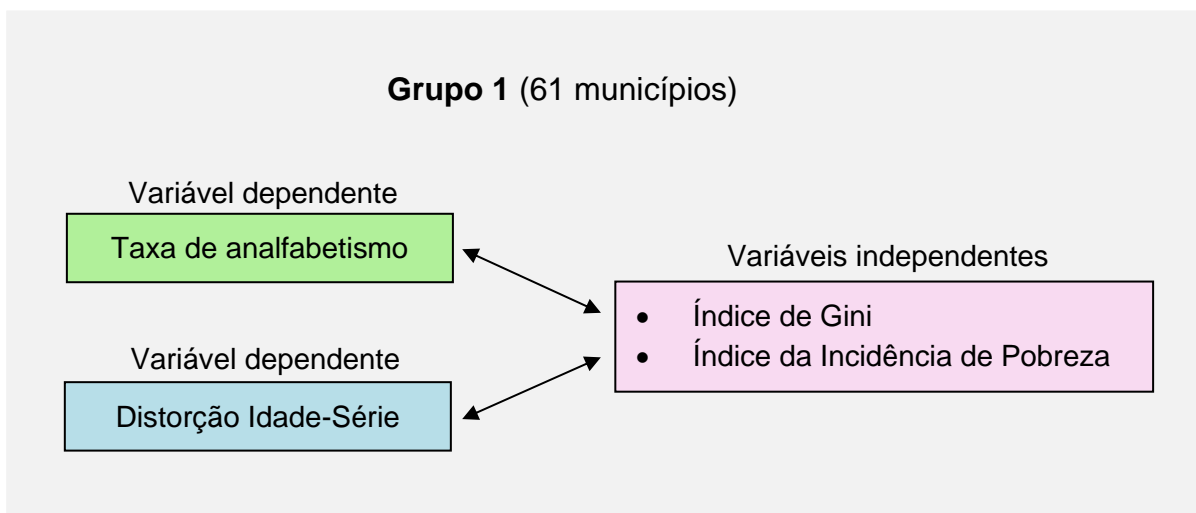 Grupo 1 (61 municípios)
Variável dependente
Taxa de analfabetismo
Variável dependente
Distorção Idade-Série
Variáveis independentes
• Índice de Gini
• Índice da Incidência de Pobreza